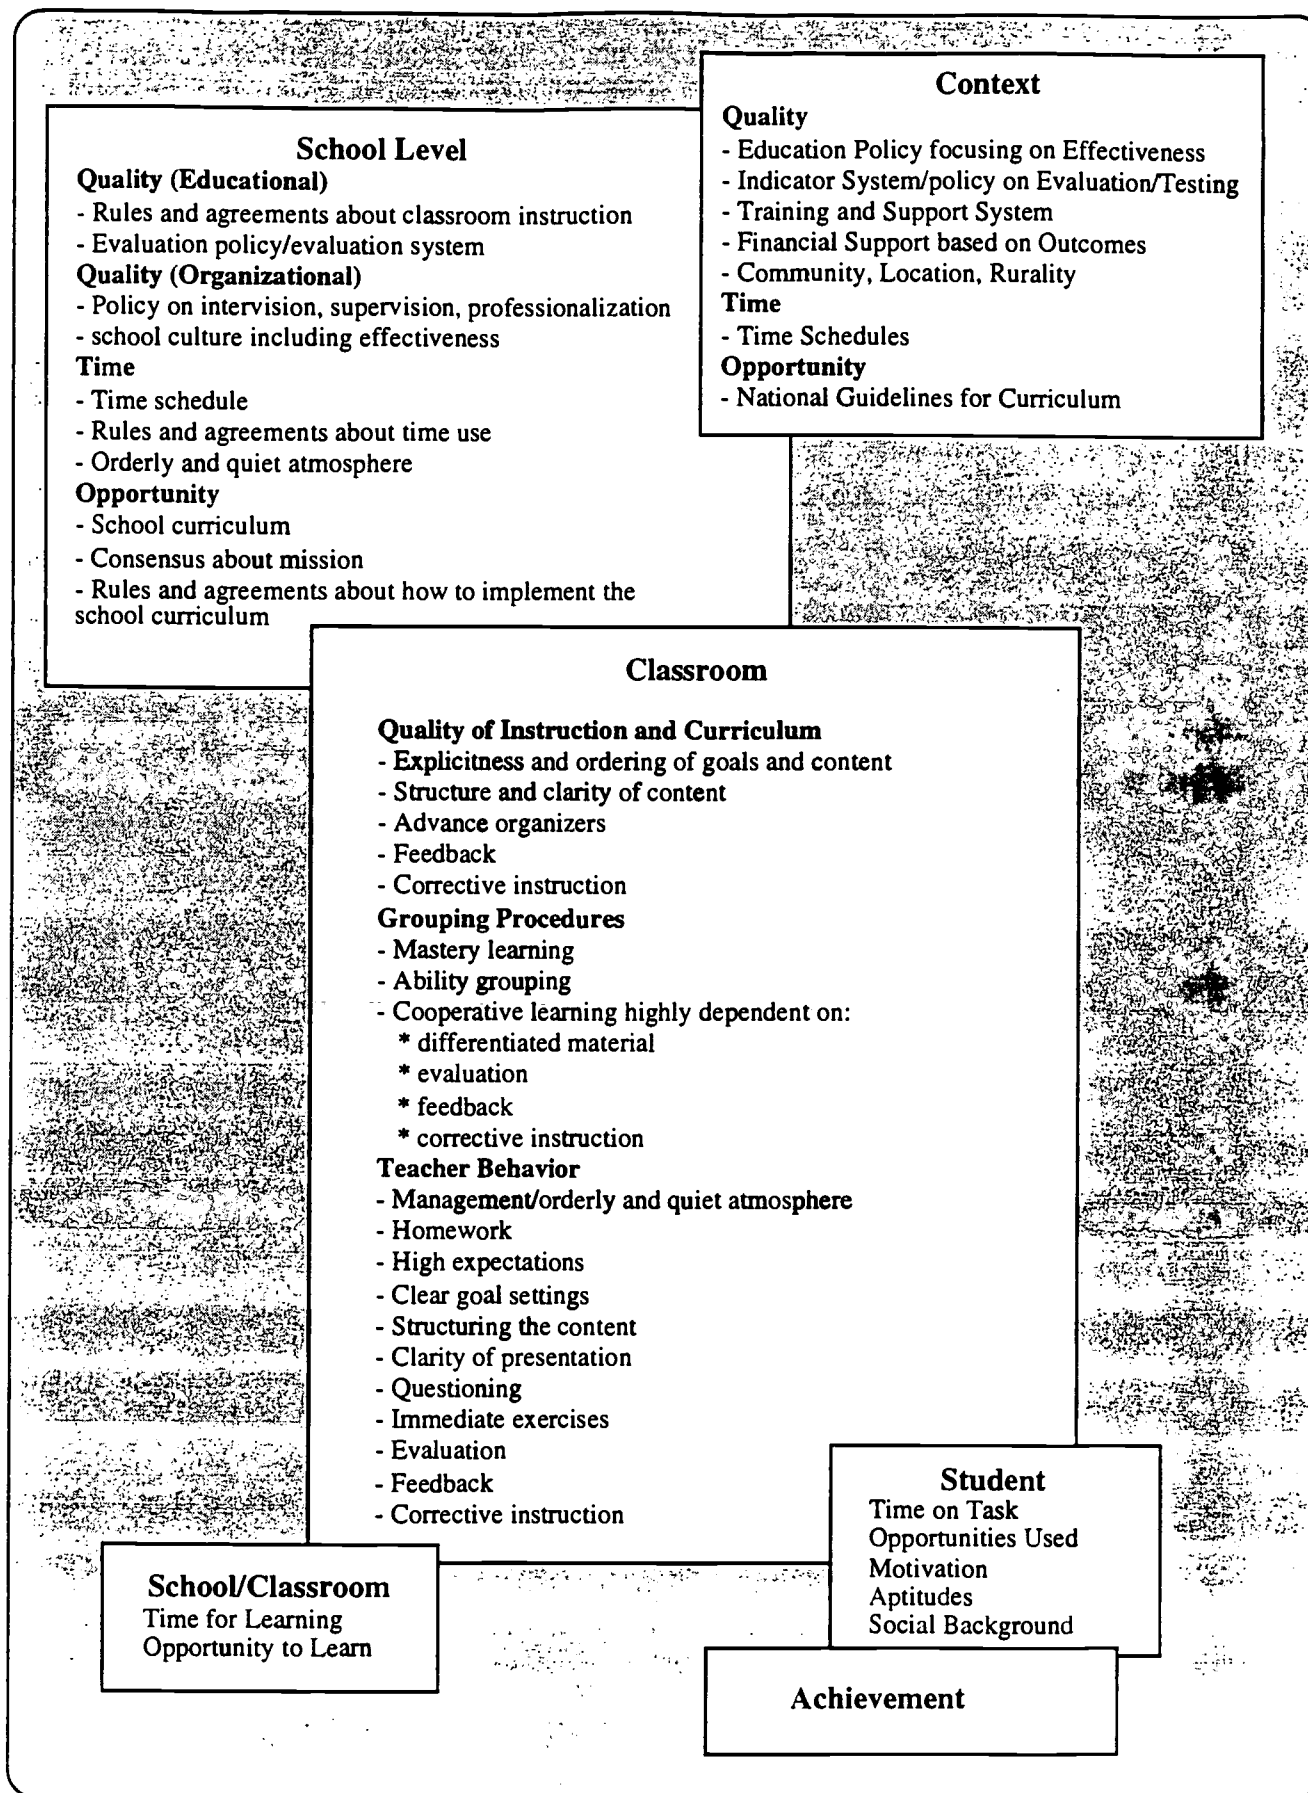 Context
Quality
- Education Policy focusing on Effectiveness
- Indicator System/policy on Evaluation/Testing
- Training and Support System
- Financial Support based on Outcomes
- Community, Location, Rurality
Time
- Time Schedules
Opportunity
- National Guidelines for Curriculum
School Level
Quality (Educational)
- Rules and agreements about classroom instruction
- Evaluation policy/evaluation system
Quality (Organizational)
- Policy on intervision, supervision, professionalization
- school culture including effectiveness
Time
- Time schedule
- Rules and agreements about time use
- Orderly and quiet atmosphere
Opportunity
- School curriculum
- Consensus about mission
- Rules and agreements about how to implement the
school curriculum
Classroom
Quality of Instruction and Curriculum
- Explicitness and ordering of goals and content
- Structure and clarity of content
- Advance organizers
- Feedback
- Corrective instruction
Grouping Procedures
- Mastery learning
- Ability grouping
- Cooperative learning highly dependent on:
* differentiated material
* evaluation
* feedback
* corrective instruction
Teacher Behavior
- Management/orderly and quiet atmosphere
- Homework
- High expectations
- Clear goal settings
- Structuring the content
- Clarity of presentation
- Questioning
- Immediate exercises
- Evaluation
- Feedback
- Corrective instruction
School/Classroom
Time for Learning
Opportunity to Learn
Student
Time on Task
Opportunities Used
Motivation
Aptitudes
Social Background
Achievement